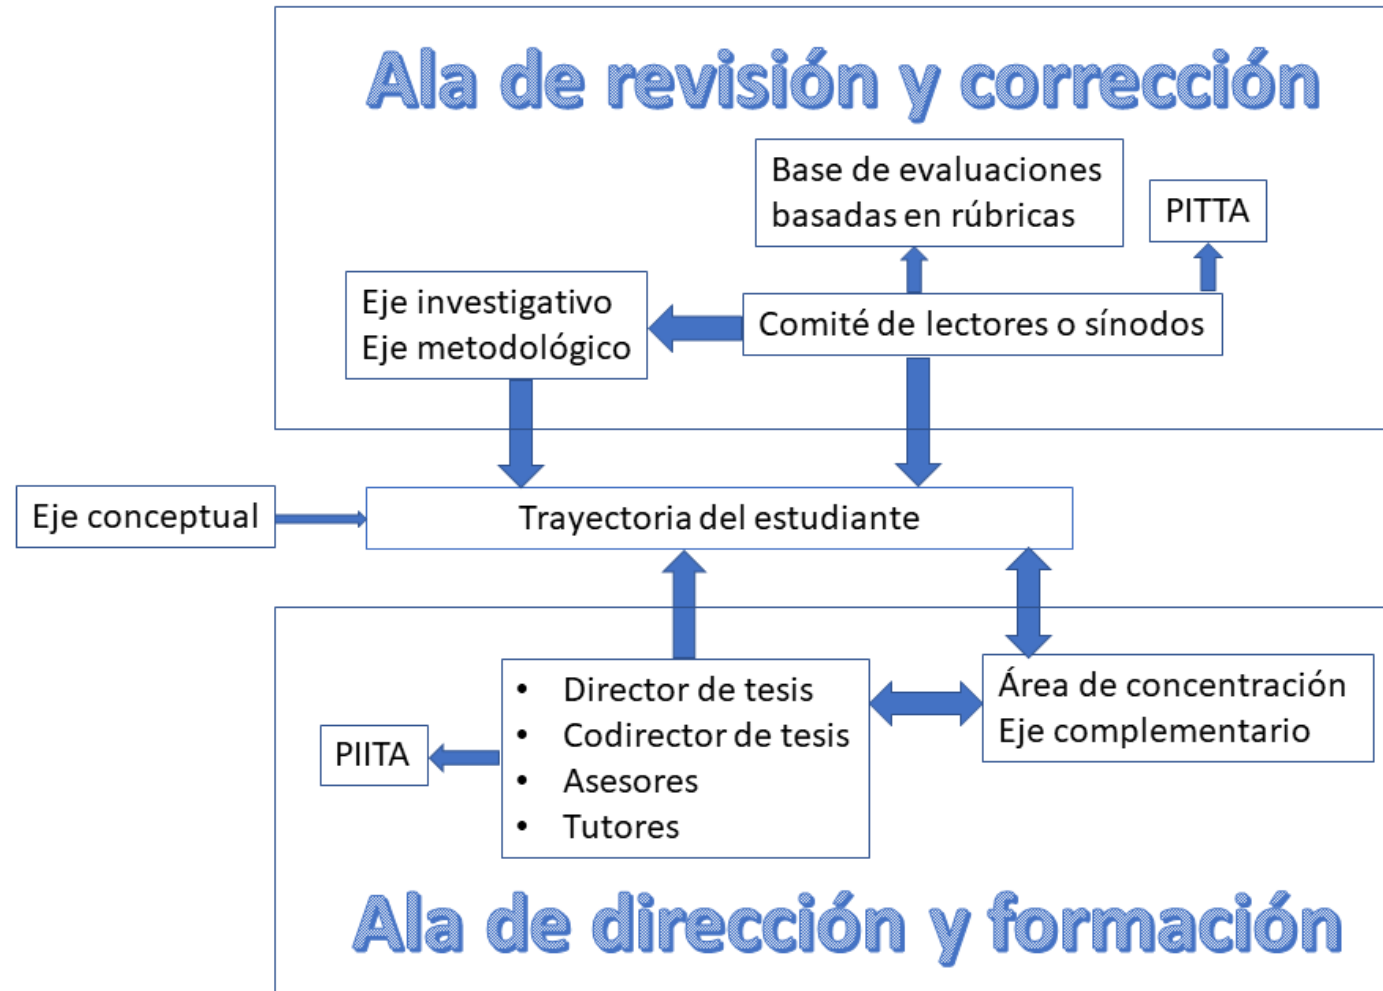 Ala de revisión y corrección
Base de evaluaciones
basadas en rúbricas
PITTA
Eje investigativo
Eje metodológico
Comité de lectores o sínodos
Eje conceptual
Trayectoria del estudiante
• Director de tesis
• Codirector de tesis
• Asesores
• Tutores
Área de concentración
Eje complementario
PIITA
Ala de dirección y formación